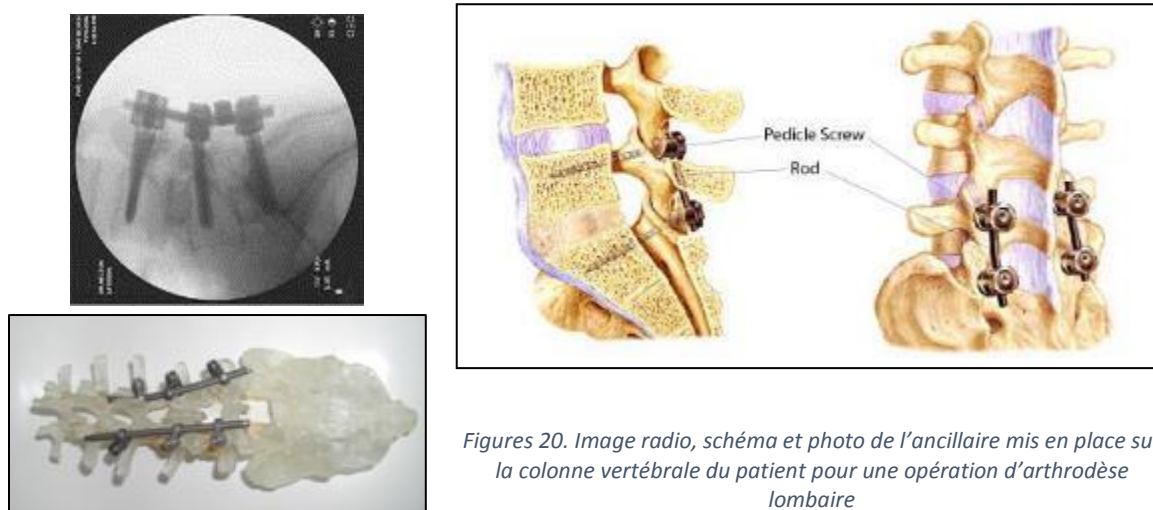 Pedicle Screw
Rod
Figures 20. Image radio, schéma et photo de l’ancillaire mis en place su
la colonne vertébrale du patient pour une opération d’arthrodèse
lombaire